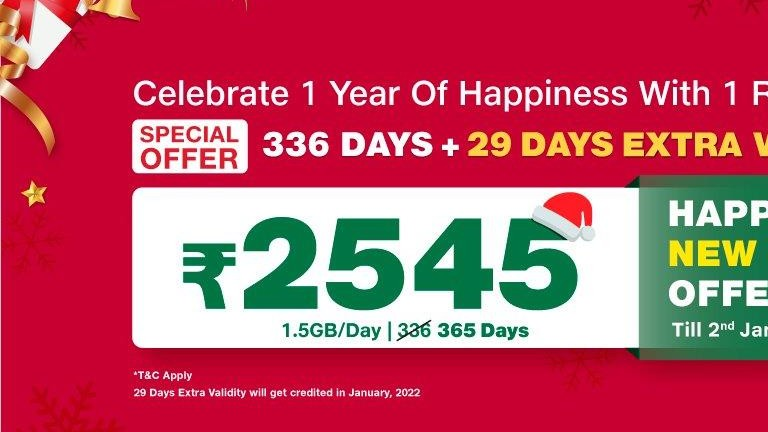 Celebrate 1 Year Of Happiness With 1 R
SPECIAL
OFFER
336 DAYS + 29 DAYS EXTRA V
₹2545
1.5GB/Day | 336 365 Days
HAPP
NEW
OFFE
Till 2nd Jan
*T&C Apply
29 Days Extra Validity will get credited in January, 2022